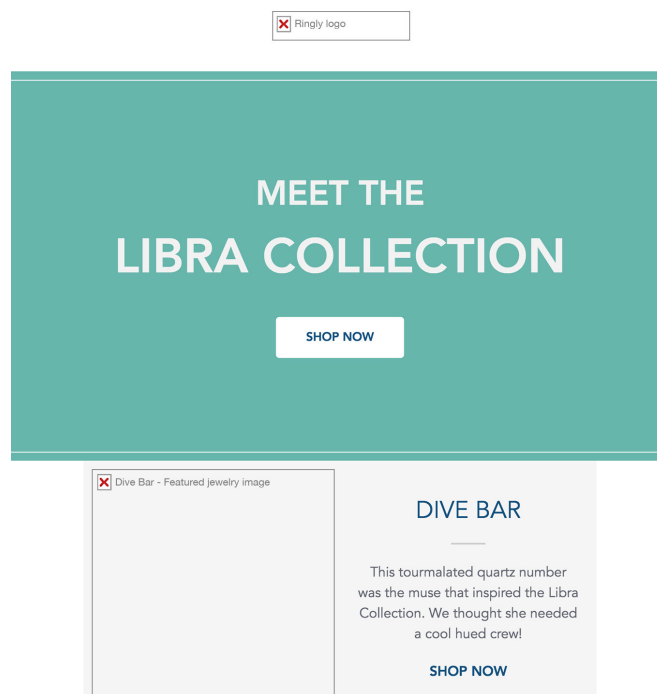 Ringly logo
MEET THE
LIBRA COLLECTION
SHOP NOW
Dive Bar - Featured jewelry image
DIVE BAR
This tourmalated quartz number
was the muse that inspired the Libra
Collection. We thought she needed
a cool hued crew!
SHOP NOW